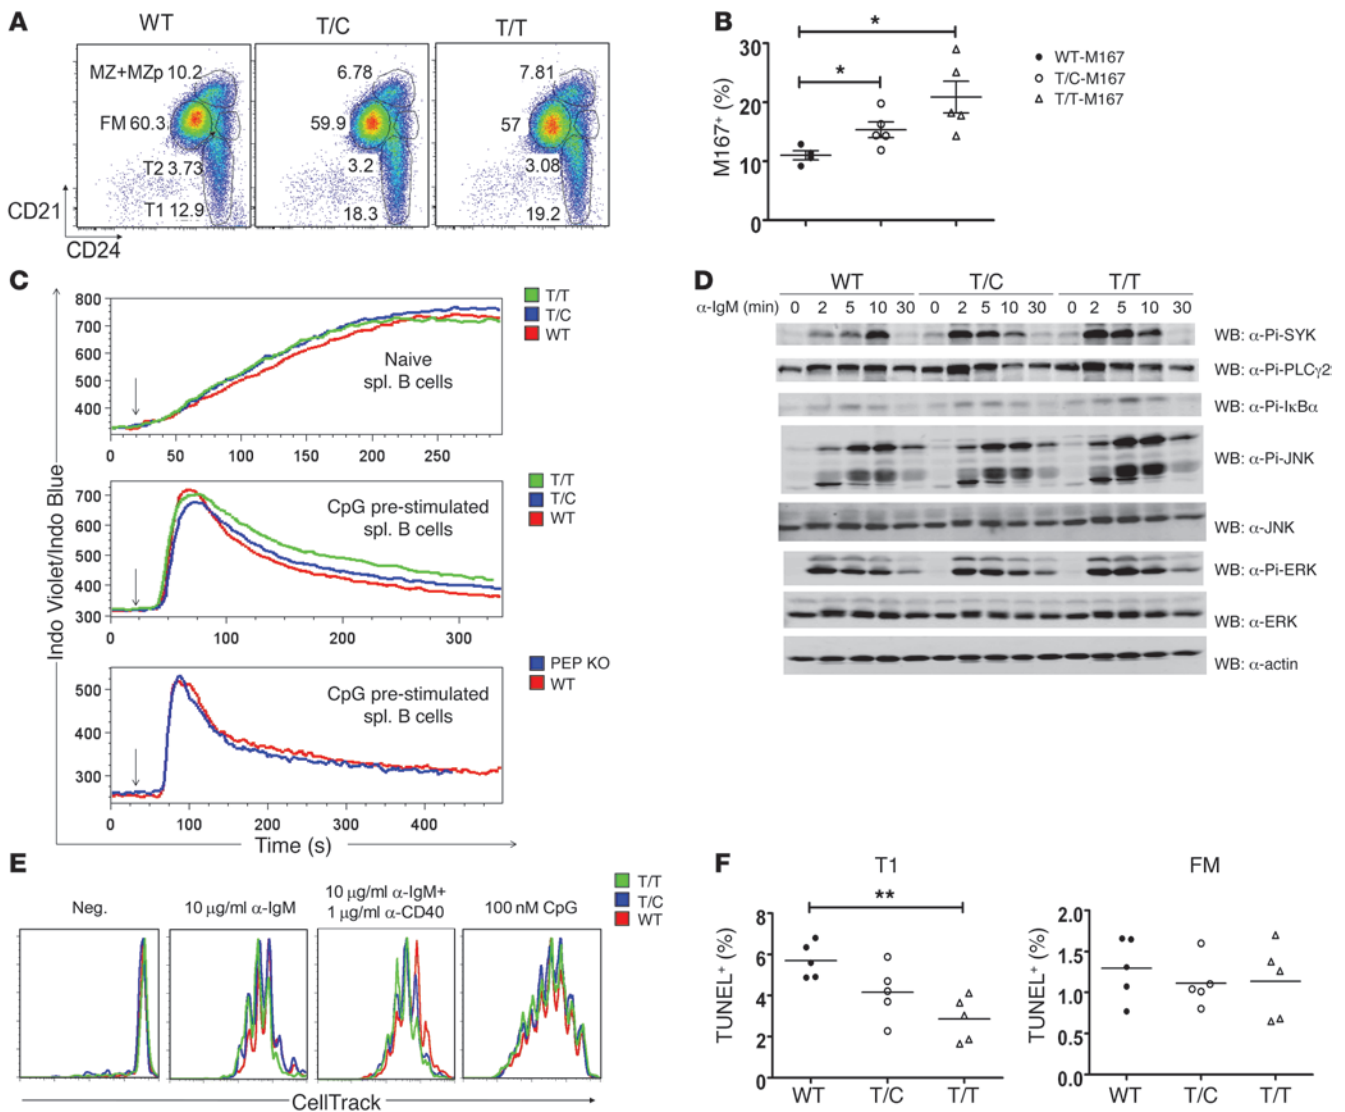 A
WT
T/C
T/T
MZ+MZp 10.2
FM 60.3
T2 3.73
T1 12.9
6.78
59.9
3.2
18.3
7.81
57
3.08
19.2
CD21
CD24
B
*
*
30
20
10
0
M167+ (%)
WT-M167
T/C-M167
T/T-M167
C
Indo Violet/Indo Blue
800
700
600
500
400
0 50 100 150 200 250
Naive
spl. B cells
T/T
T/C
WT
700
600
500
400
300
0 100 200 300
CpG pre-stimulated
spl. B cells
T/T
T/C
WT
500
400
300
0 100 200 300 400
CpG pre-stimulated
spl. B cells
PEP KO
WT
Time (s)
D
WT T/C T/T
α-IgM (min) 0 2 5 10 30 0 2 5 10 30 0 2 5 10 30
WB: α-Pi-SYK
WB: α-Pi-PLCγ2
WB: α-Pi-IκBα
WB: α-Pi-JNK
WB: α-JNK
WB: α-Pi-ERK
WB: α-ERK
WB: α-actin
E
Neg.
10 μg/ml α-IgM
10 μg/ml α-IgM+
1 μg/ml α-CD40
100 nM CpG
T/T
T/C
WT
CellTrack
F
T1
**
8
6
4
2
0
TUNEL+ (%)
WT T/C T/T
FM
2.0
1.5
1.0
0.5
0.0
TUNEL+ (%)
WT T/C T/T